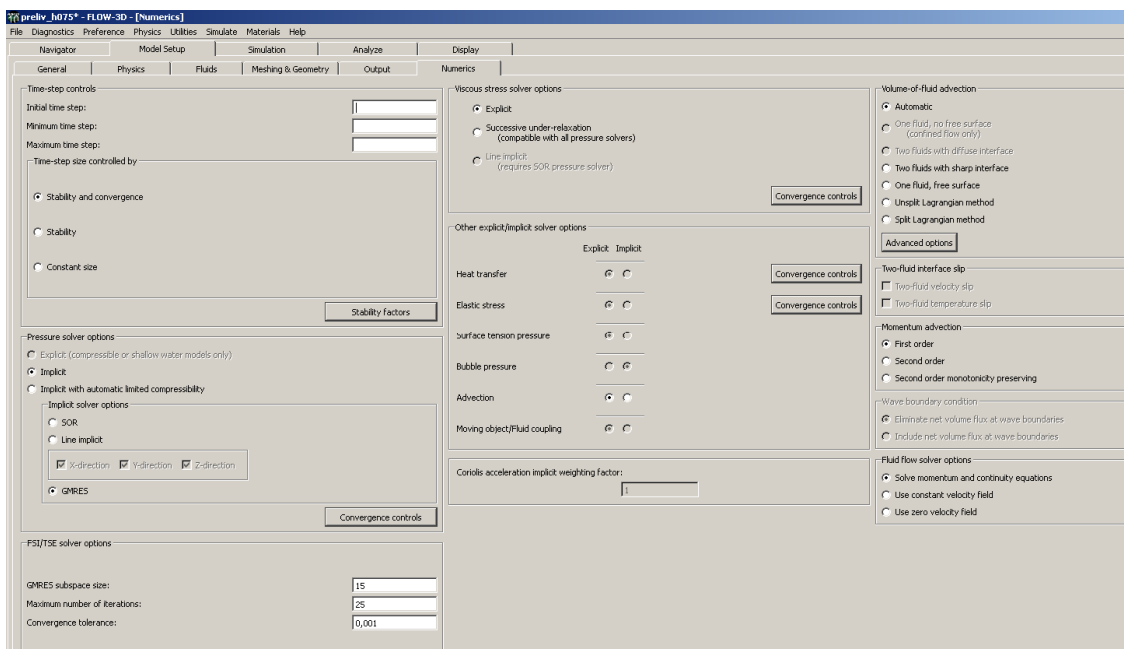 preliv_h075* - FLOW-3D - [Numerics]
File Diagnostics Preference Physics Utilities Simulate Materials Help
Navigator Model Setup Simulation Analyze Display
General Physics Fluids Meshing & Geometry Output Numerics
Time-step controls
Initial time step:
Minimum time step:
Maximum time step:
Time-step size controlled by
Stability and convergence
Stability
Constant size
Stability factors
Pressure solver options
Explicit (compressible or shallow water models only)
Implicit
Implicit with automatic limited compressibility
Implicit solver options
SOR
Line implicit
X-direction Y-direction Z-direction
GMRES
Convergence controls
FSI/TSE solver options
GMRES subspace size: 15
Maximum number of iterations: 25
Convergence tolerance: 0,001
Viscous stress solver options
Explicit
Successive under-relaxation
(compatible with all pressure solvers)
Line implicit
(requires SOR pressure solver)
Convergence controls
Other explicit/implicit solver options
Explicit Implicit
Heat transfer Convergence controls
Elastic stress Convergence controls
Surface tension pressure
Bubble pressure
Advection
Moving object/Fluid coupling
Coriolis acceleration implicit weighting factor:
1
Volume-of-fluid advection
Automatic
One fluid, no free surface
(confined flow only)
Two fluids with diffuse interface
Two fluids with sharp interface
One fluid, free surface
Unsplit Lagrangian method
Split Lagrangian method
Advanced options
Two-fluid interface slip
Two-fluid velocity slip
Two-fluid temperature slip
Momentum advection
First order
Second order
Second order monotonicity preserving
Wave boundary condition
Eliminate net volume flux at wave boundaries
Include net volume flux at wave boundaries
Fluid flow solver options
Solve momentum and continuity equations
Use constant velocity field
Use zero velocity field